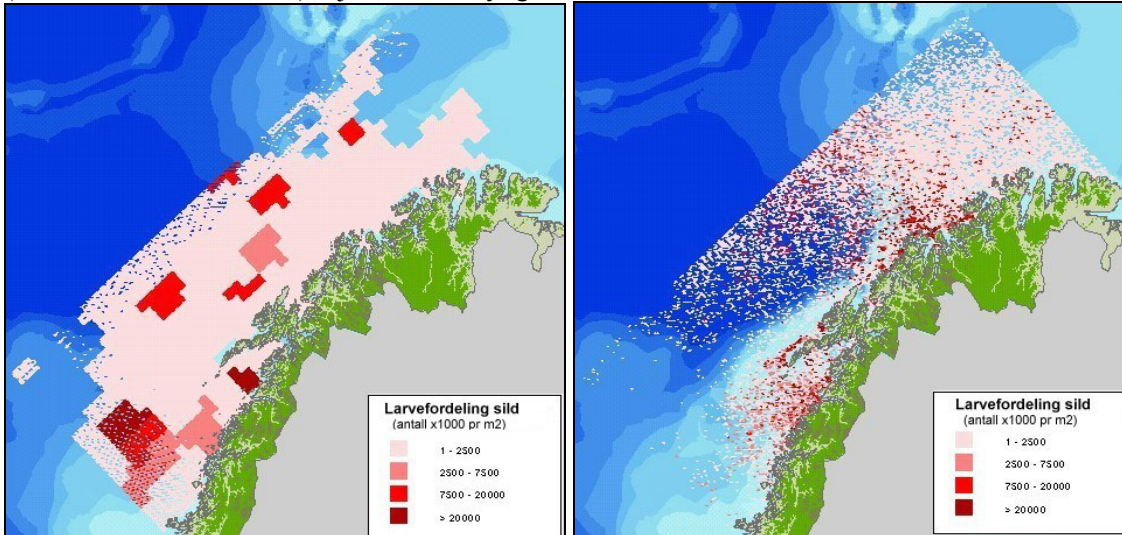 Larvefordeling sild
(antall x1000 pr m2)
1 - 2500
2500 - 7500
7500 - 20000
> 20000
Larvefordeling sild
(antall x1000 pr m2)
1 - 2500
2500 - 7500
7500 - 20000
> 20000